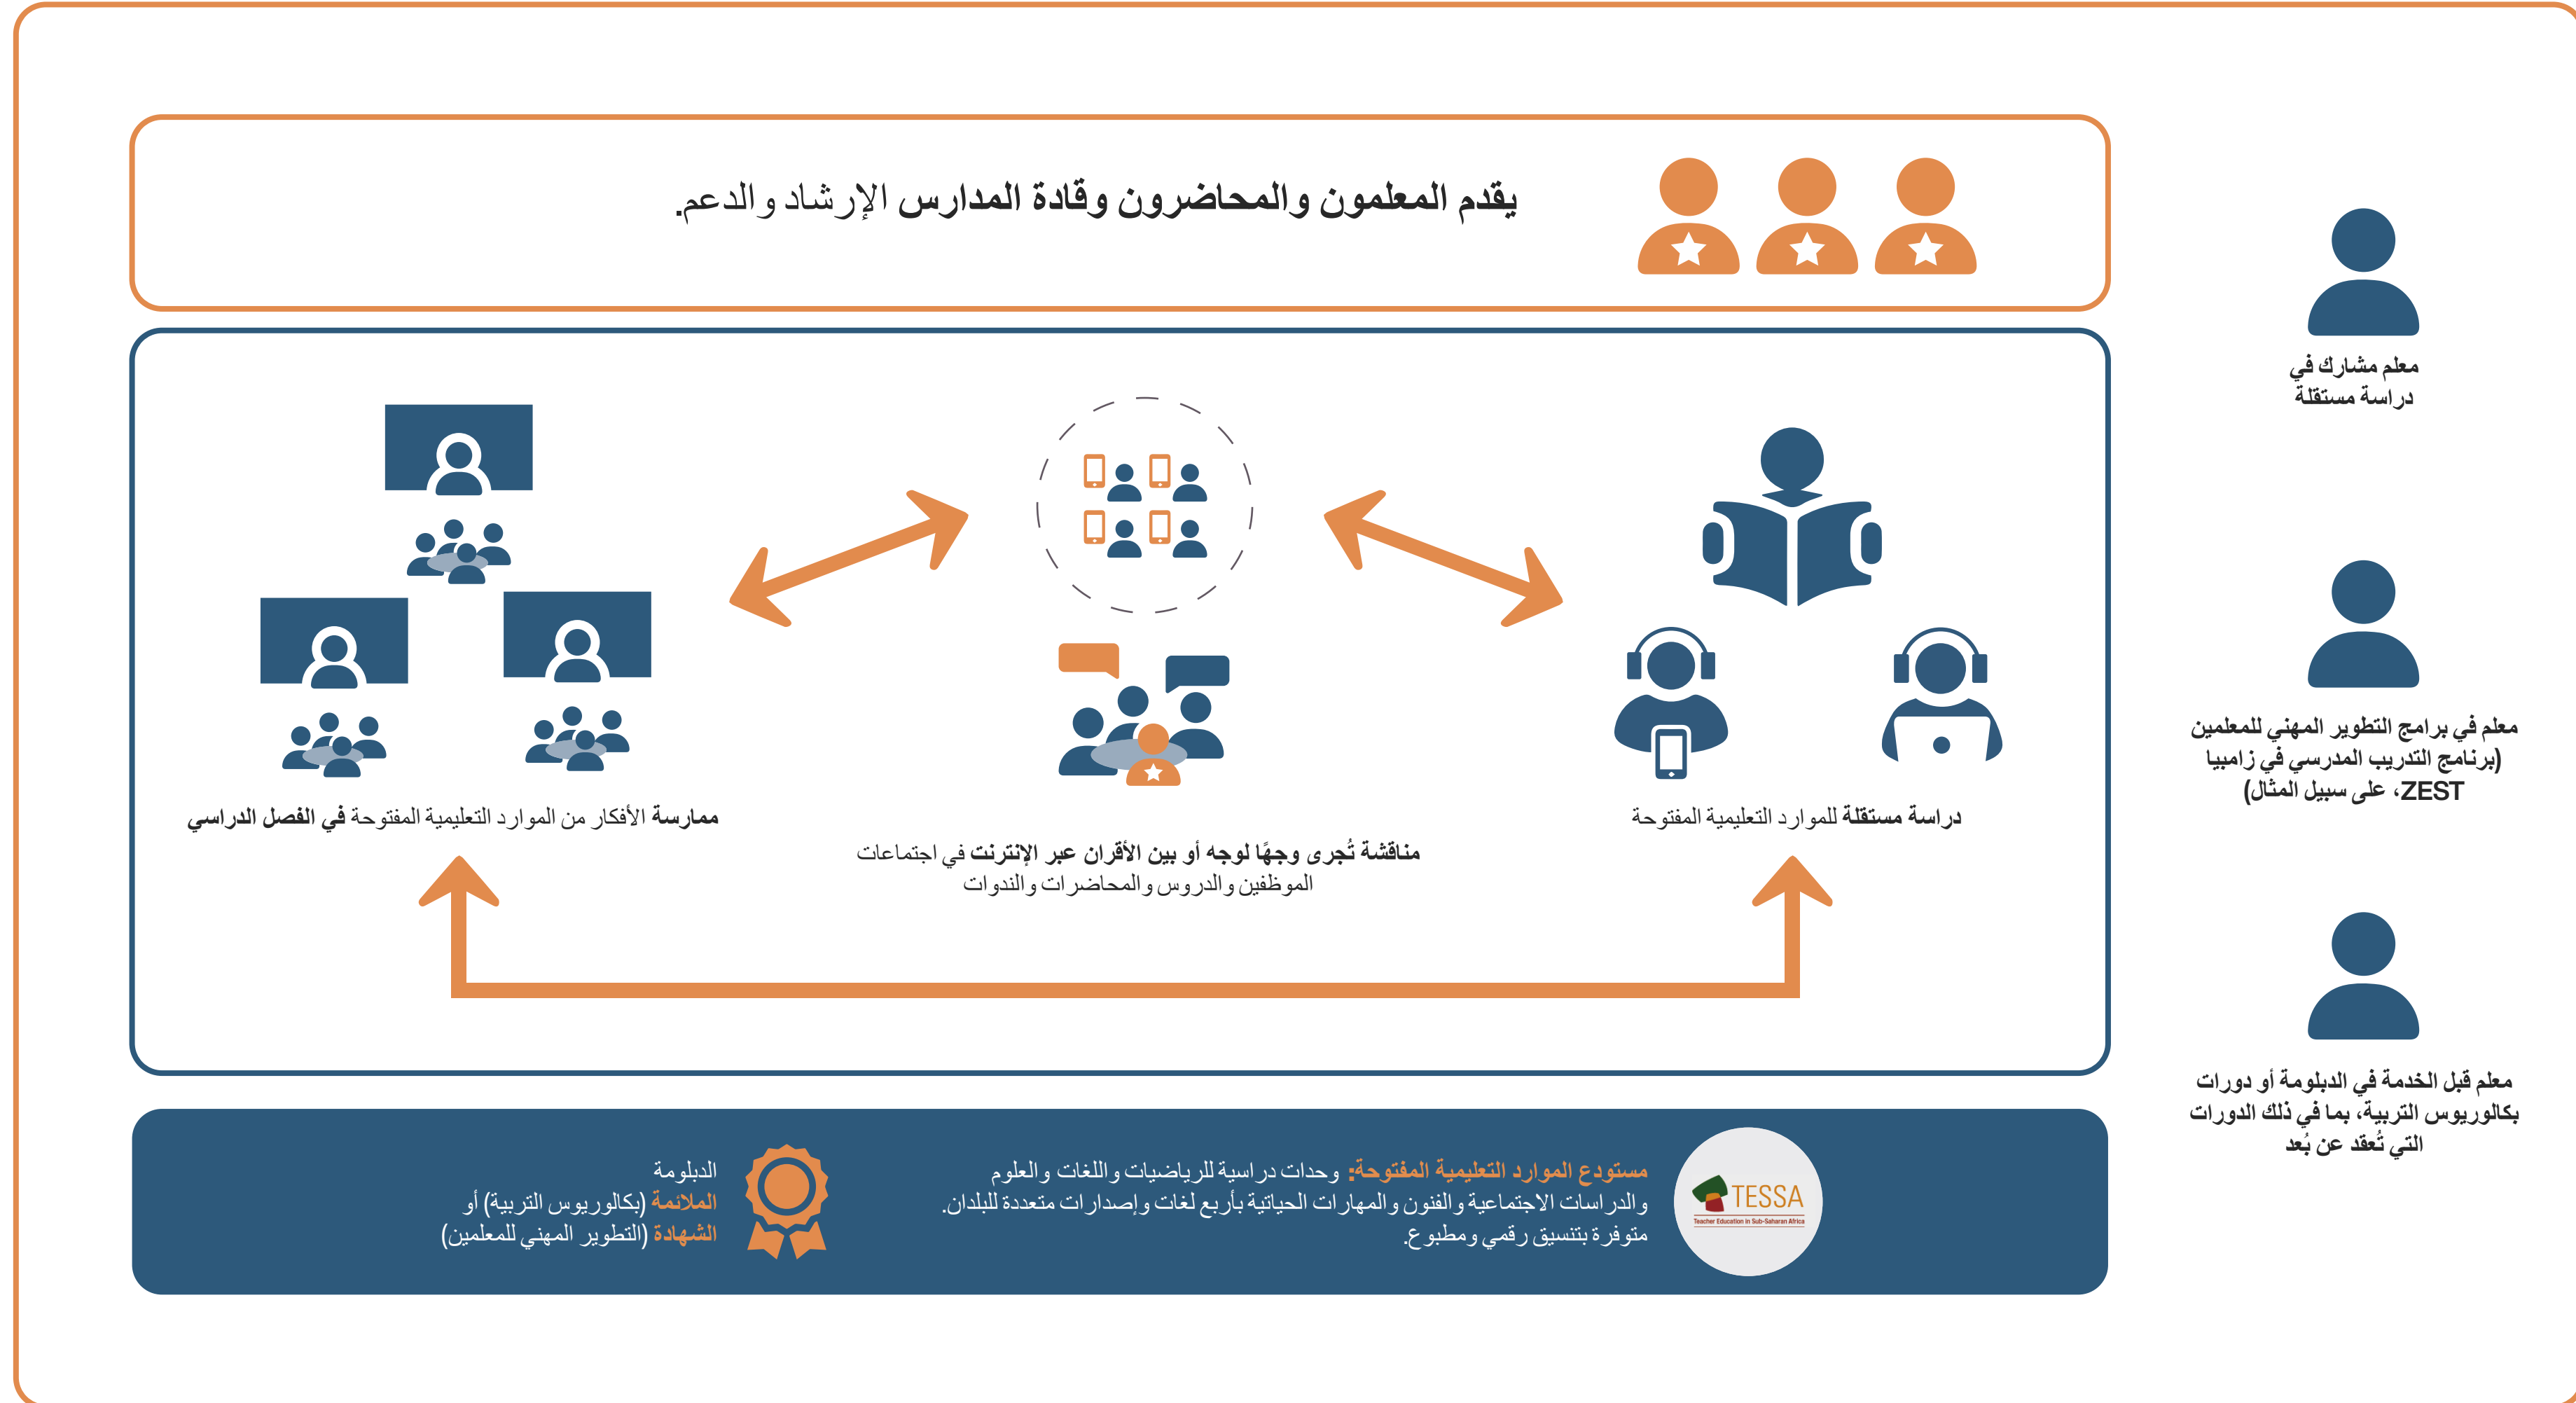 يقدم المعلمون والمحاضرون وقادة المدارس الإرشاد والدعم.
معلم مشارك في
دراسة مستقلة
معلم في برامج التطوير المهني للمعلمين
(برنامج التدريب المدرسي في زامبيا
ZEST، على سبيل المثال)
معلم قبل الخدمة في الدبلومة أو دورات
بكالوريوس التربية، بما في ذلك الدورات
التي تُعقد عن بُعد
دراسة مستقلة للموارد التعليمية المفتوحة
مناقشة تُجرى وجهًا لوجه أو بين الأقران عبر الإنترنت في اجتماعات
الموظفين والدروس والمحاضرات والندوات
ممارسة الأفكار من الموارد التعليمية المفتوحة في الفصل الدراسي
TESSA
Teacher Education in Sub-Saharan Africa
مستودع الموارد التعليمية المفتوحة: وحدات دراسية للرياضيات واللغات والعلوم
والدراسات الاجتماعية والفنون والمهارات الحياتية بأربع لغات وإصدارات متعددة للبلدان.
متوفرة بتنسيق رقمي ومطبوع.
الدبلومة
الملائمة (بكالوريوس التربية) أو
الشهادة (التطوير المهني للمعلمين)